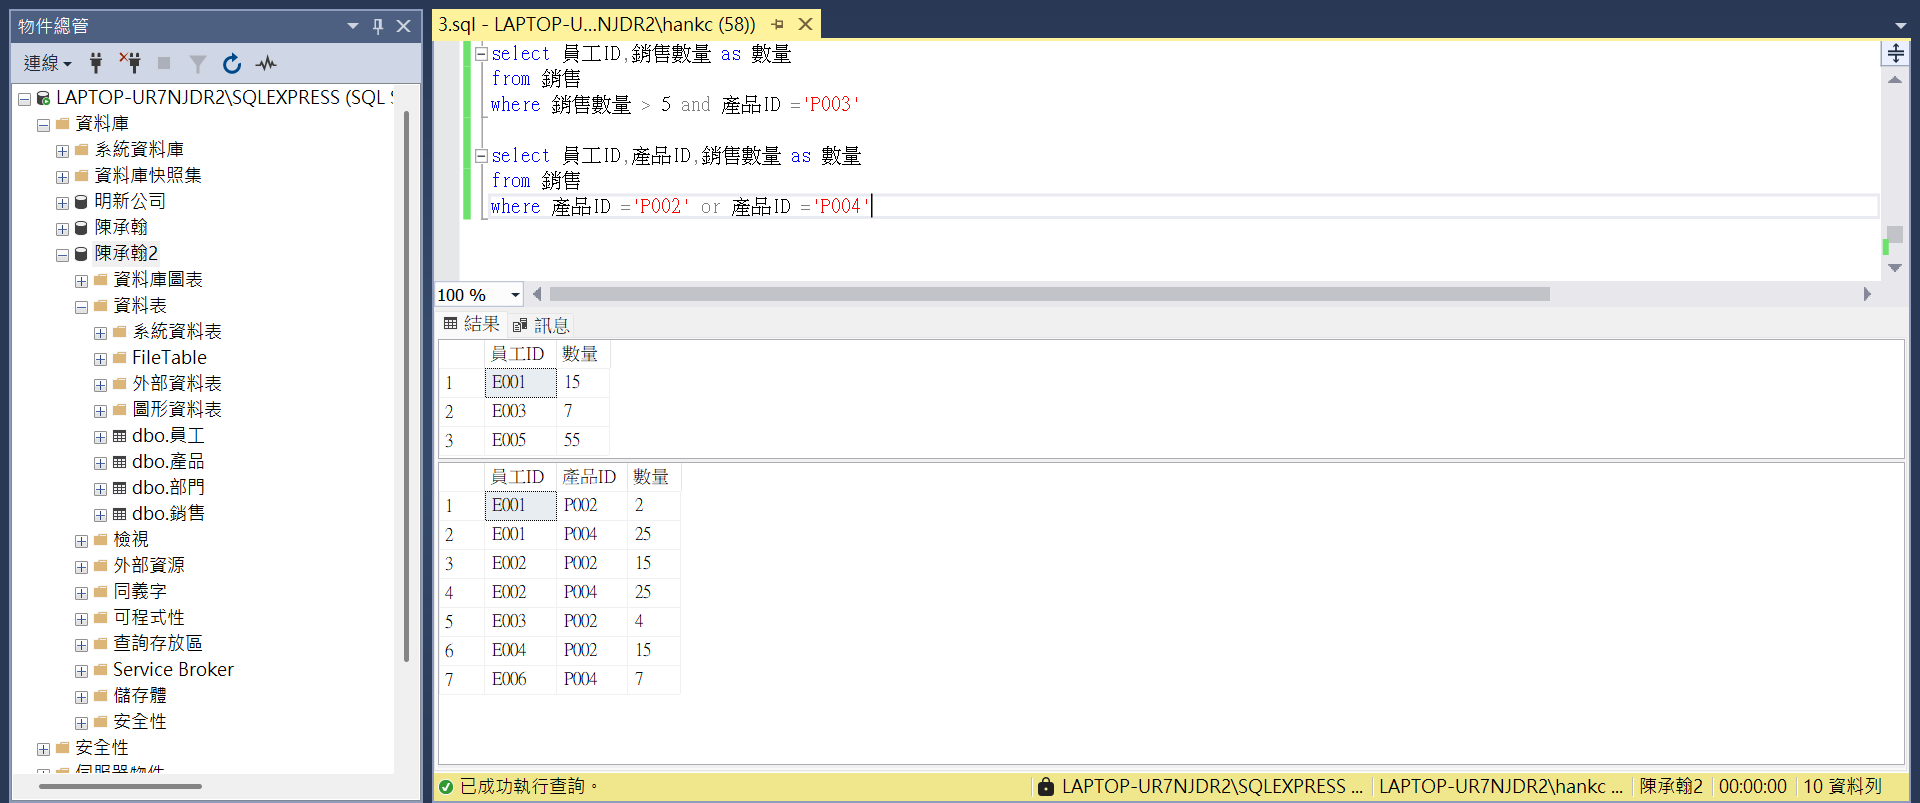 物件總管
連線
LAPTOP-UR7NJDR2\SQLEXPRESS (SQL S
資料庫
系統資料庫
資料庫快照集
明新公司
陳承翰
陳承翰2
資料庫圖表
資料表
系統資料表
FileTable
外部資料表
圖形資料表
dbo.員工
dbo.產品
dbo.部門
dbo.銷售
檢視
外部資源
同義字
可程式性
查詢存放區
Service Broker
儲存體
安全性
安全性
伺服器物件
3.sql - LAPTOP-U...NJDR2\hankc (58))
select 員工ID,銷售數量 as 數量
from 銷售
where 銷售數量 > 5 and 產品ID ='P003'
select 員工ID,產品ID,銷售數量 as 數量
from 銷售
where 產品ID ='P002' or 產品ID ='P004'
100 %
結果 訊息
員工ID 數量
1 E001 15
2 E003 7
3 E005 55
員工ID 產品ID 數量
1 E001 P002 2
2 E001 P004 25
3 E002 P002 15
4 E002 P004 25
5 E003 P002 4
6 E004 P002 15
7 E006 P004 7
已成功執行查詢。 LAPTOP-UR7NJDR2\SQLEXPRESS ... LAPTOP-UR7NJDR2\hankc ... 陳承翰2 00:00:00 10 資料列